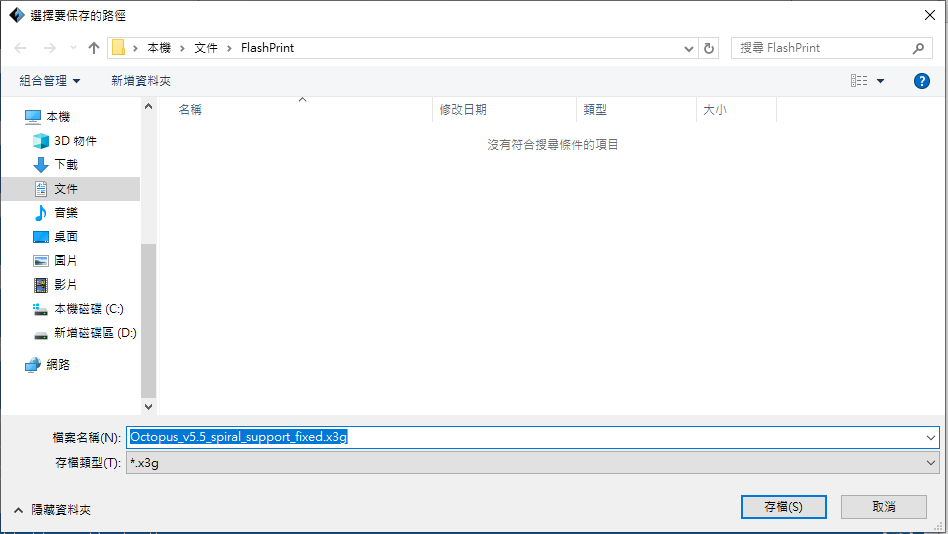 選擇要保存的路徑
本機 › 文件 › FlashPrint
搜尋 FlashPrint
組合管理
新增資料夾
名稱
修改日期
類型
大小
沒有符合搜尋條件的項目
本機
3D 物件
下載
文件
音樂
桌面
圖片
影片
本機磁碟 (C:)
新增磁碟區 (D:)
網路
檔案名稱(N):
Octopus_v5.5_spiral_support_fixed.x3g
存檔類型(T):
*.x3g
隱藏資料夾
存檔(S)
取消